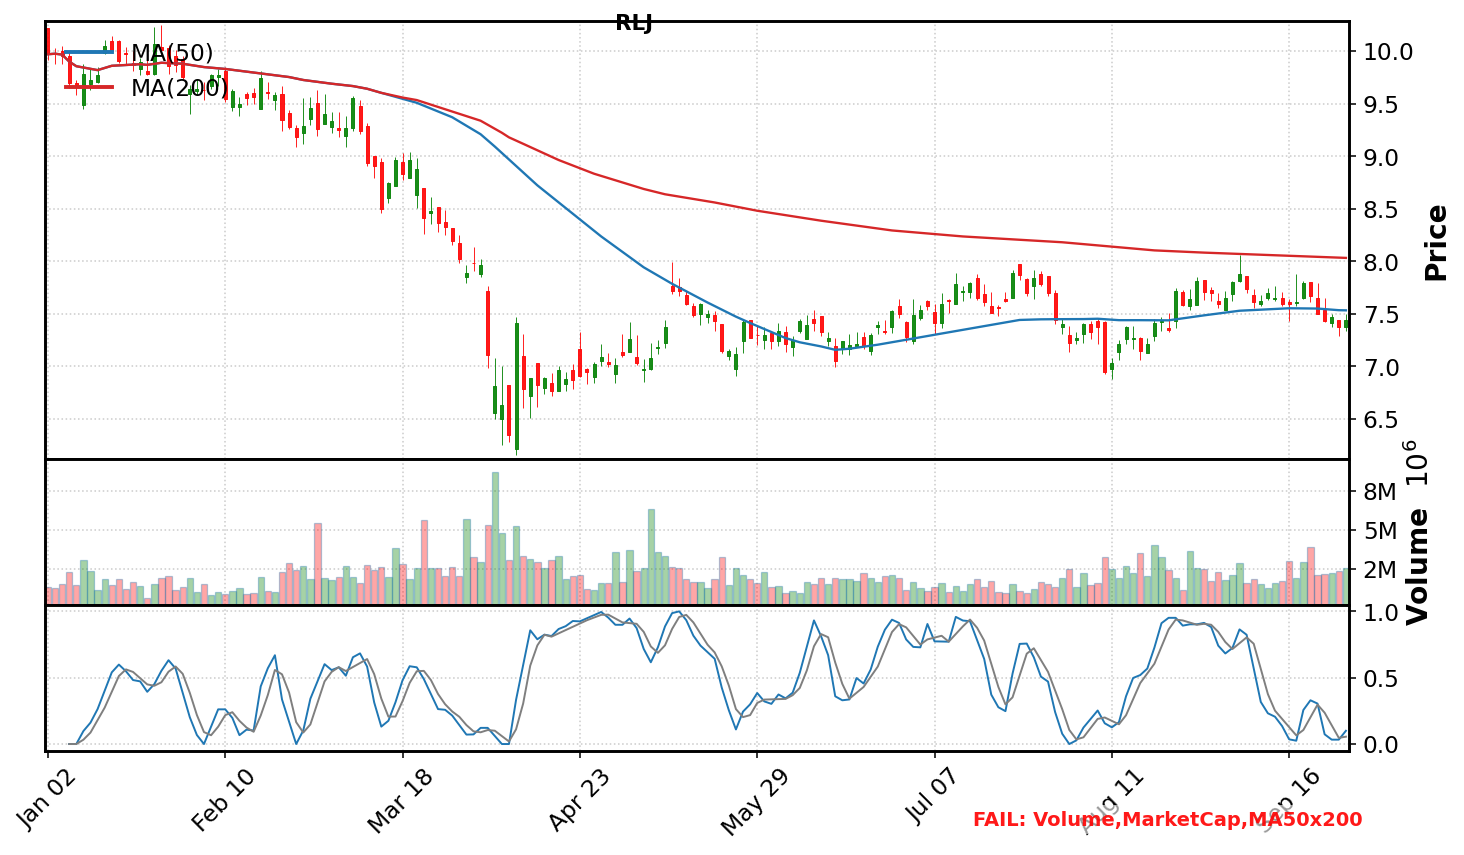 RLJ
MA(50)
MA(200)
10.0
9.5
9.0
8.5
8.0
7.5
7.0
6.5
Price
8M
5M
2M
Volume 10⁶
1.0
0.5
0.0
Jan 02
Feb 10
Mar 18
Apr 23
May 29
Jul 07
Aug 11
Sep 16
FAIL: Volume,MarketCap,MA50x200